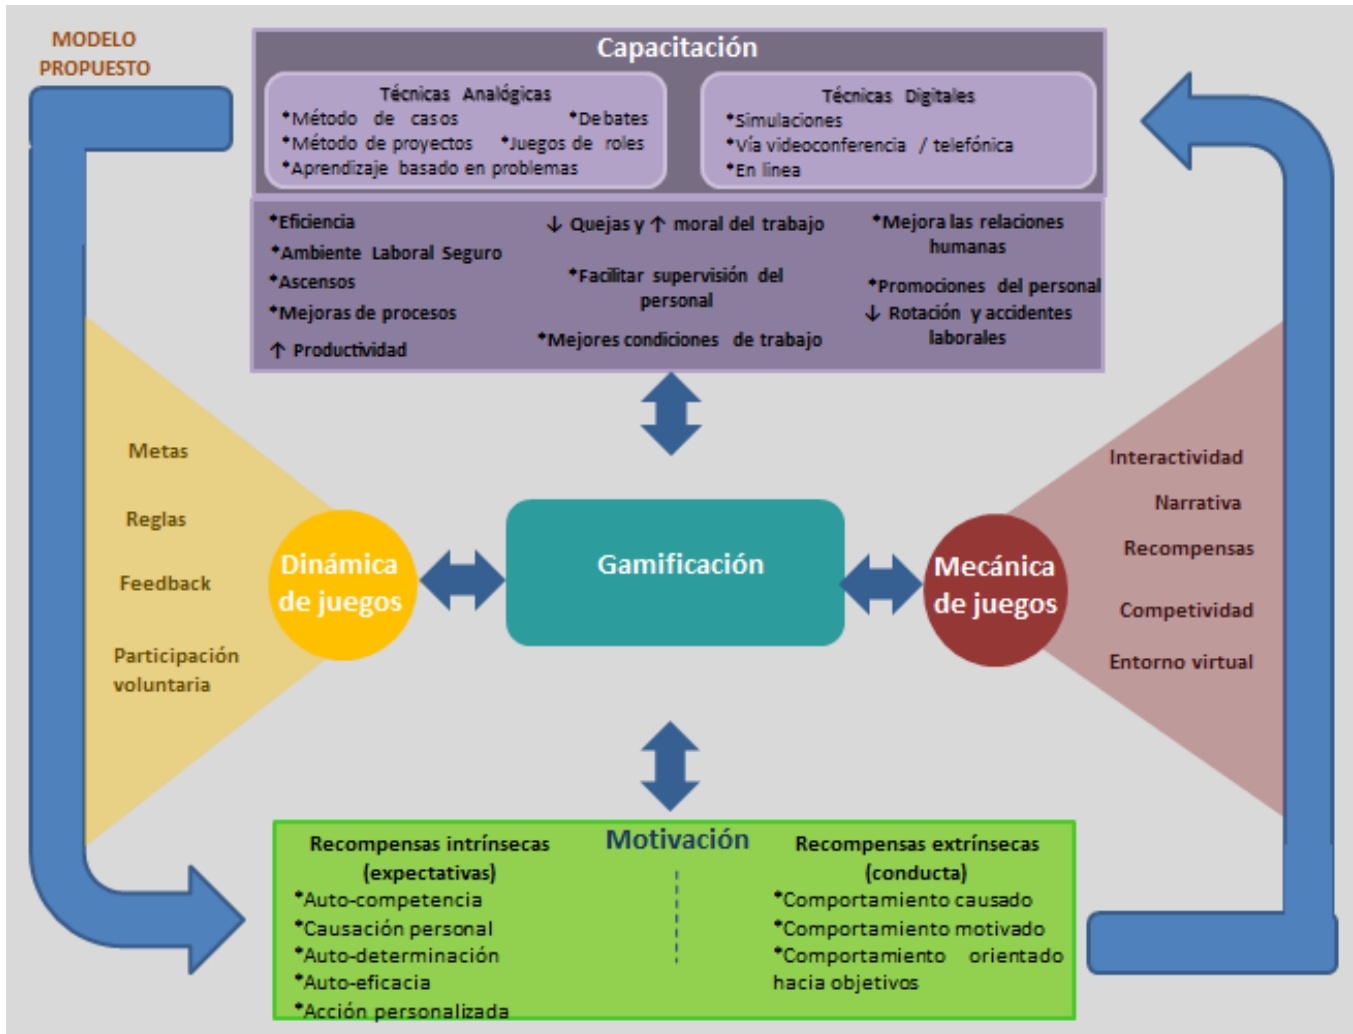 MODELO
PROPUESTO
Capacitación
Técnicas Analógicas
*Método de casos *Debates
*Método de proyectos *Juegos de roles
*Aprendizaje basado en problemas
Técnicas Digitales
*Simulaciones
*Vía videoconferencia / telefónica
*En linea
*Eficiencia
*Ambiente Laboral Seguro
*Ascensos
*Mejoras de procesos
↑ Productividad
↓ Quejas y ↑ moral del trabajo
*Facilitar supervisión del
personal
*Mejores condiciones de trabajo
*Mejora las relaciones
humanas
*Promociones del personal
↓ Rotación y accidentes
laborales
Metas
Reglas
Feedback
Participación
voluntaria
Dinámica
de juegos
Gamificación
Mecánica
de juegos
Interactividad
Narrativa
Recompensas
Competividad
Entorno virtual
Motivación
Recompensas intrínsecas
(expectativas)
*Auto-competencia
*Causación personal
*Auto-determinación
*Auto-eficacia
*Acción personalizada
Recompensas extrínsecas
(conducta)
*Comportamiento causado
*Comportamiento motivado
*Comportamiento orientado
hacia objetivos